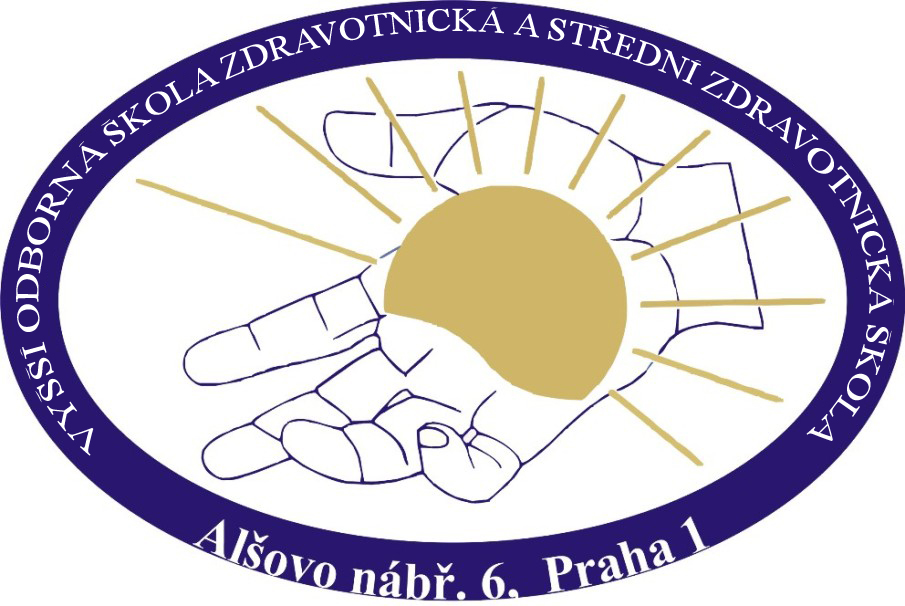 VYŠŠÍ ODBORNÁ ŠKOLA ZDRAVOTNICKÁ A STŘEDNÍ ZDRAVOTNICKÁ ŠKOLA
Alšovo nábř. 6, Praha 1